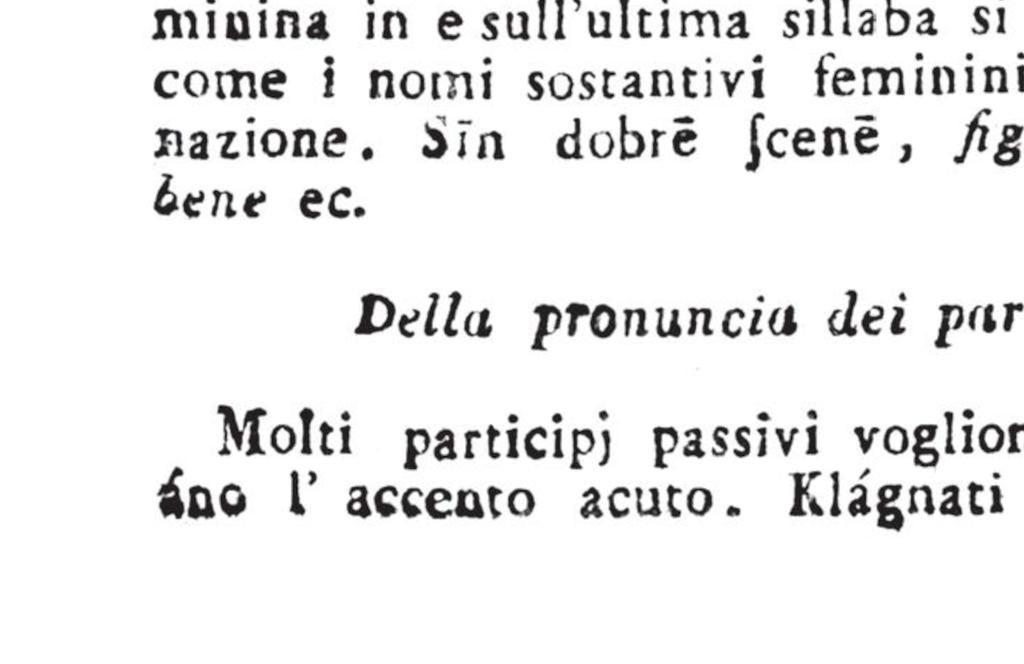 minina in e sull'ultima sillaba si
come i nomi sostantivi feminini
nazione. Sīn dobrē ʃcenē, fig
bene ec.
Della pronuncia dei par
Molti participj passivi voglion
áno l' accento acuto. Klágnati